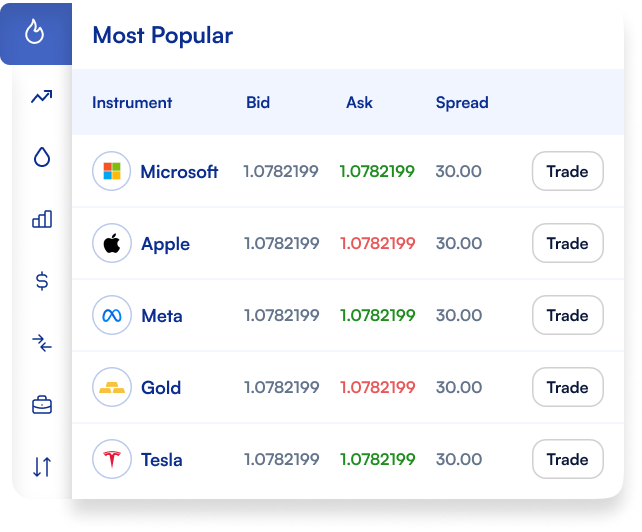 Most Popular
Instrument Bid Ask Spread
Microsoft 1.0782199 1.0782199 30.00 Trade
Apple 1.0782199 1.0782199 30.00 Trade
Meta 1.0782199 1.0782199 30.00 Trade
Gold 1.0782199 1.0782199 30.00 Trade
Tesla 1.0782199 1.0782199 30.00 Trade